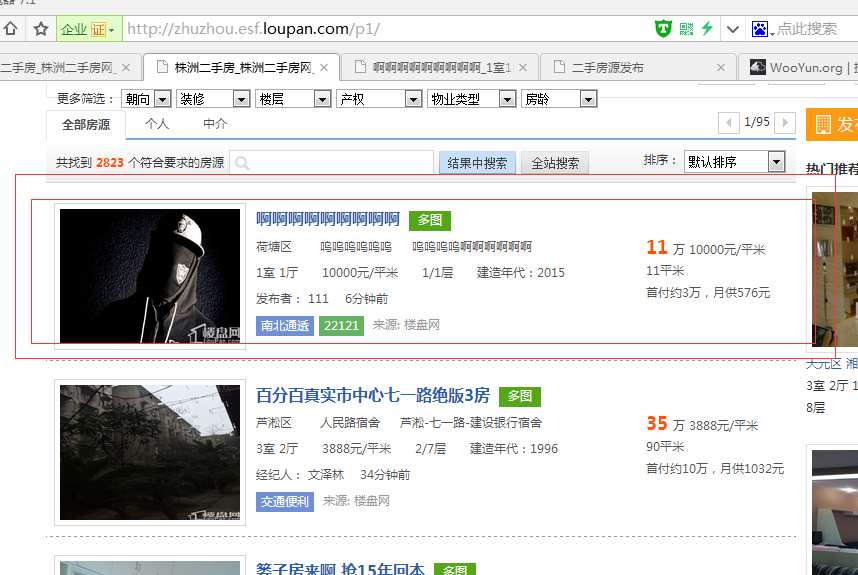 器 7.1
企业 证 http://zhuzhou.esf.loupan.com/p1/ 点此搜索
二手房_株洲二手房网_ × 株洲二手房_株洲二手房网_ × 啊啊啊啊啊啊啊啊啊啊_1室1 × 二手房源发布 × WooYun.org |
更多筛选： 朝向 装修 楼层 产权 物业类型 房龄
全部房源 个人 中介 1/95 发
共找到 2823 个符合要求的房源 结果中搜索 全站搜索 排序： 默认排序
热门推荐
啊啊啊啊啊啊啊啊啊 多图
荷塘区 呜呜呜呜呜呜 呜呜呜呜啊啊啊啊啊啊
11 万 10000元/平米
1室 1厅 10000元/平米 1/1层 建造年代：2015
11平米
发布者： 111 6分钟前
首付约3万，月供576元
南北通透 22121 来源: 楼盘网
楼盘网
LouPan.com
天元区 湘
3室 2厅 1
8层
百分百真实市中心七一路绝版3房 多图
芦淞区 人民路宿舍 芦淞-七一路-建设银行宿舍
35 万 3888元/平米
3室 2厅 3888元/平米 2/7层 建造年代：1996
90平米
经纪人： 文泽林 34分钟前
首付约10万，月供1032元
交通便利 来源: 楼盘网
楼盘网
LouPan.com
篓子房来啊 抢15年回本 多图